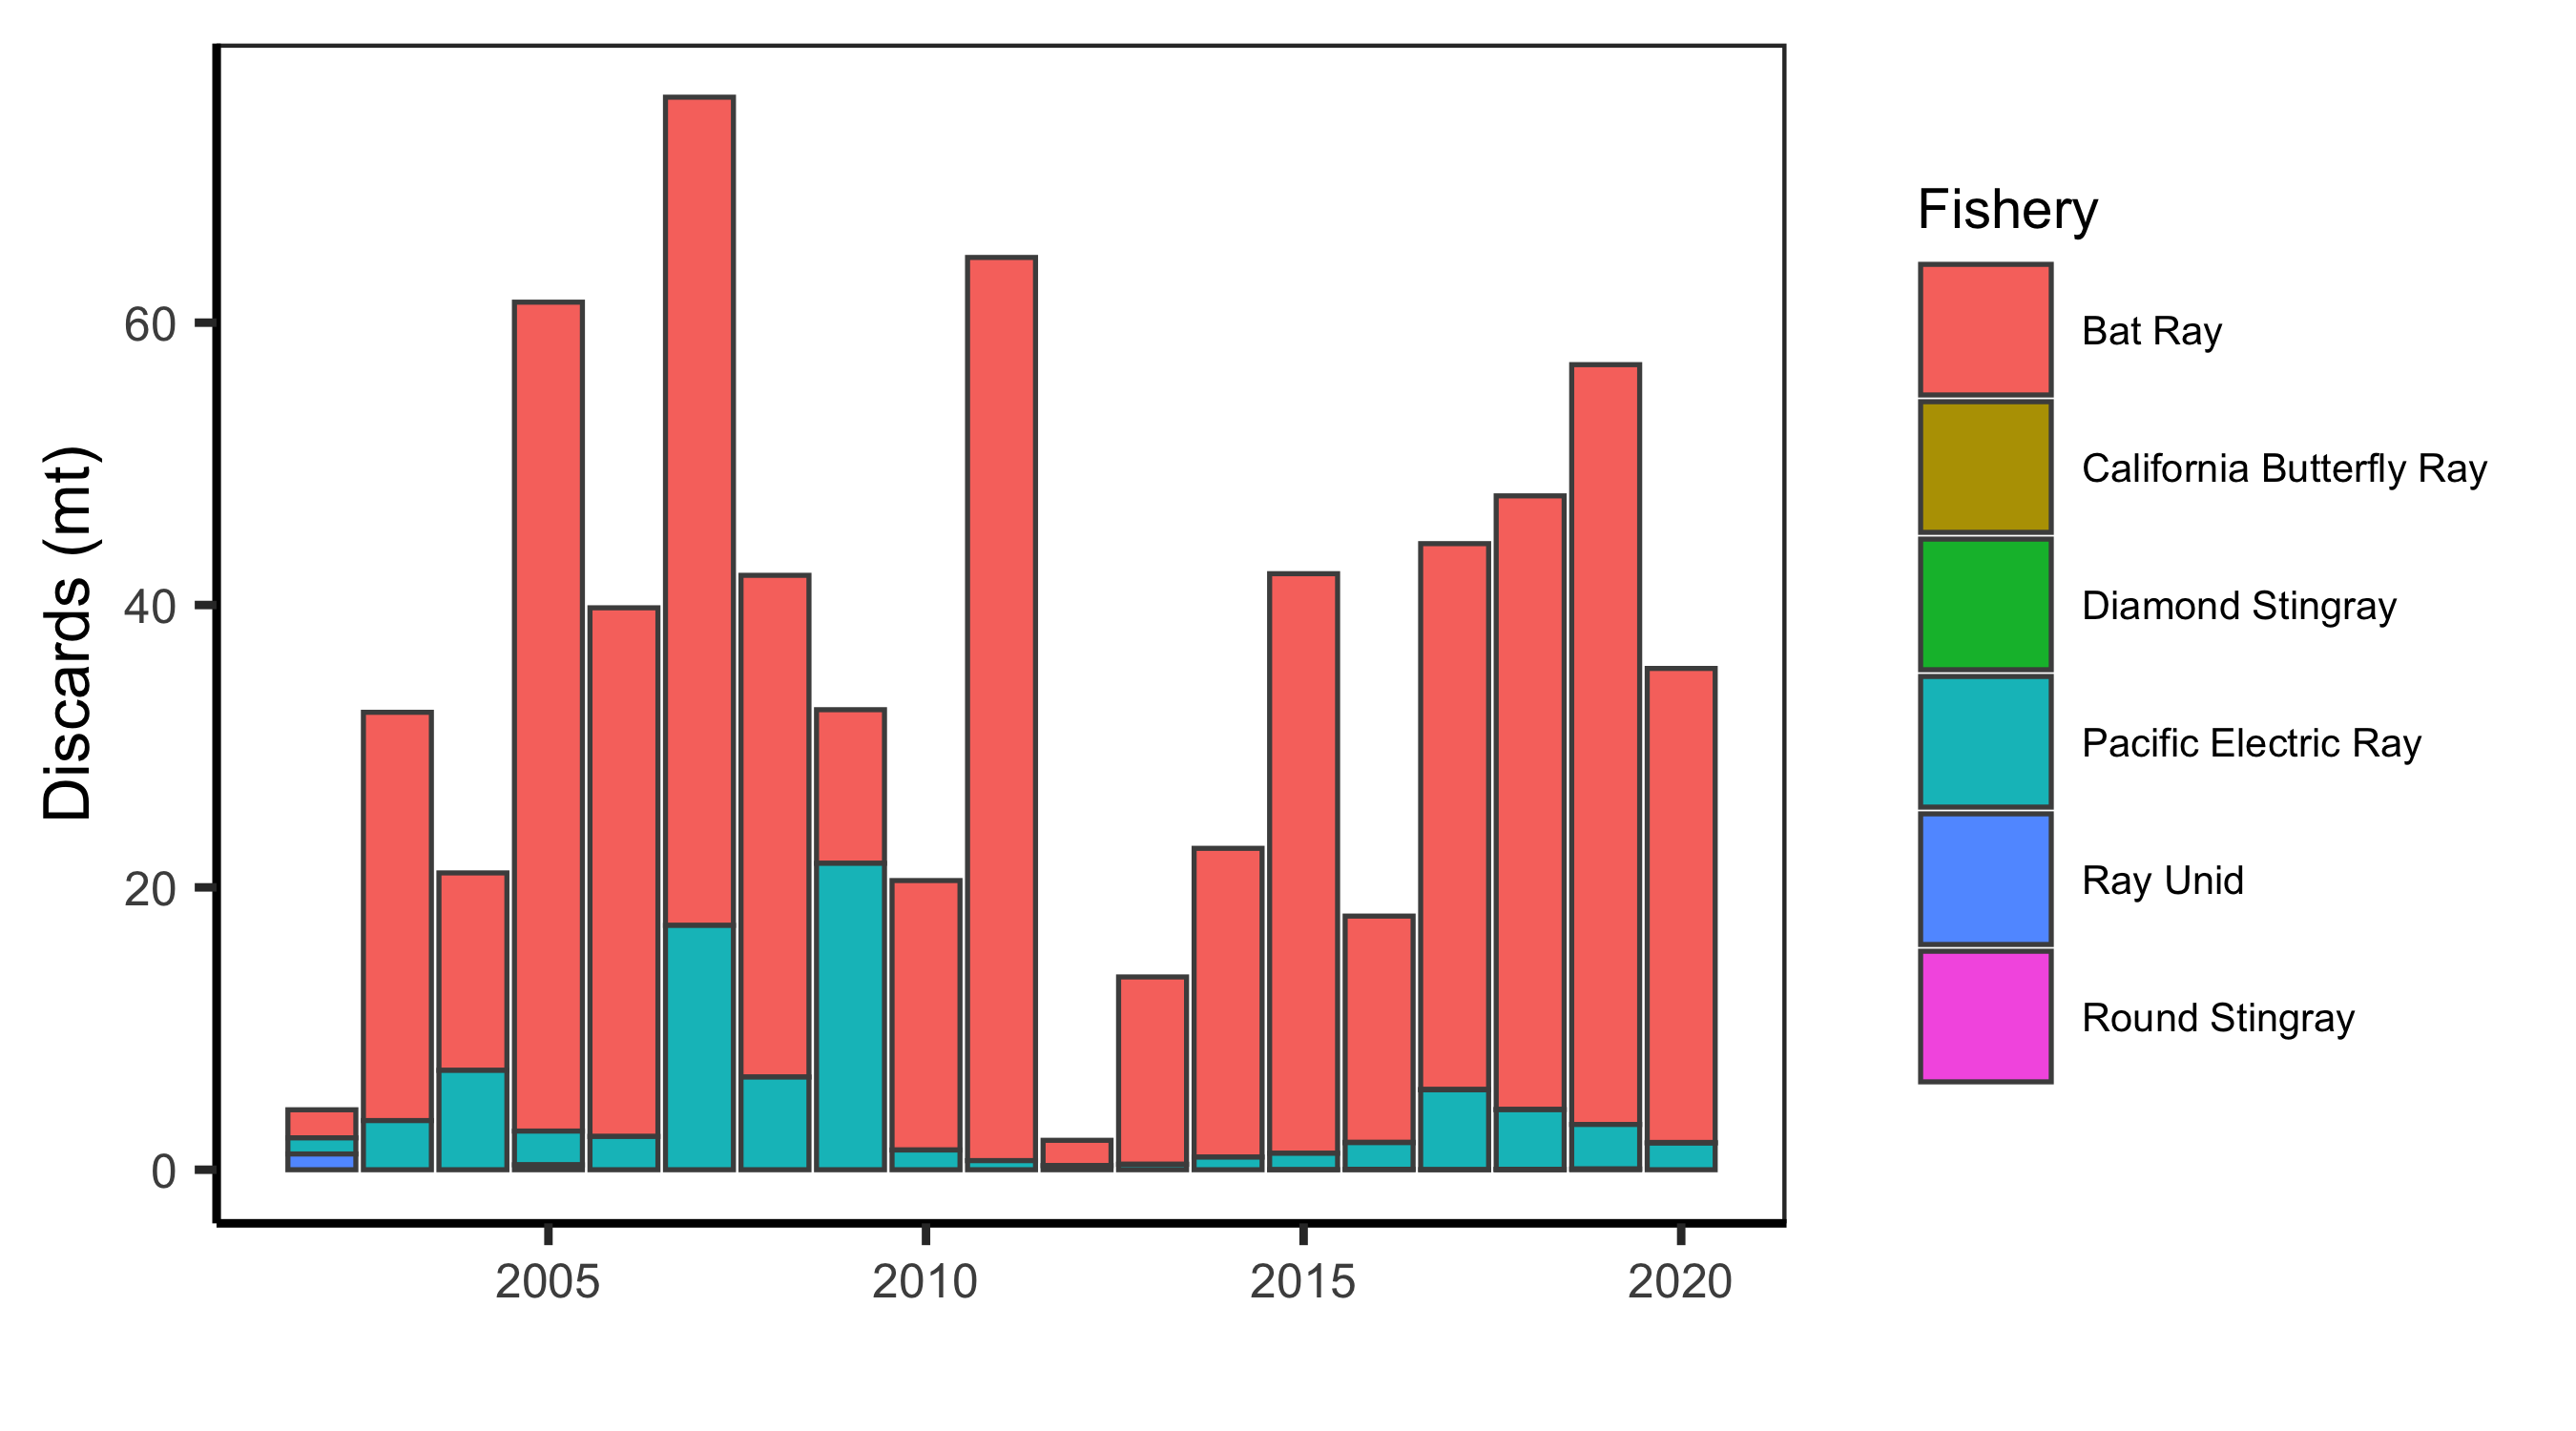 Discards (mt)
60
40
20
0
2005
2010
2015
2020
Fishery
Bat Ray
California Butterfly Ray
Diamond Stingray
Pacific Electric Ray
Ray Unid
Round Stingray